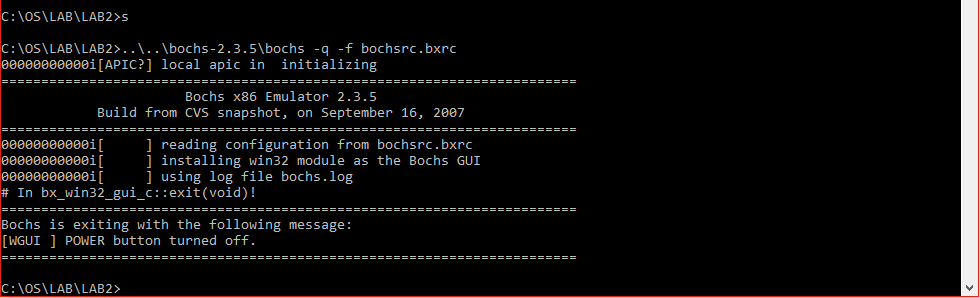 C:\OS\LAB\LAB2>s
C:\OS\LAB\LAB2>..\..\bochs-2.3.5\bochs -q -f bochsrc.bxrc
00000000000i[APIC?] local apic in  initializing
========================================================================
                       Bochs x86 Emulator 2.3.5
            Build from CVS snapshot, on September 16, 2007
========================================================================
00000000000i[     ] reading configuration from bochsrc.bxrc
00000000000i[     ] installing win32 module as the Bochs GUI
00000000000i[     ] using log file bochs.log
# In bx_win32_gui_c::exit(void)!
========================================================================
Bochs is exiting with the following message:
[WGUI ] POWER button turned off.
========================================================================
C:\OS\LAB\LAB2>